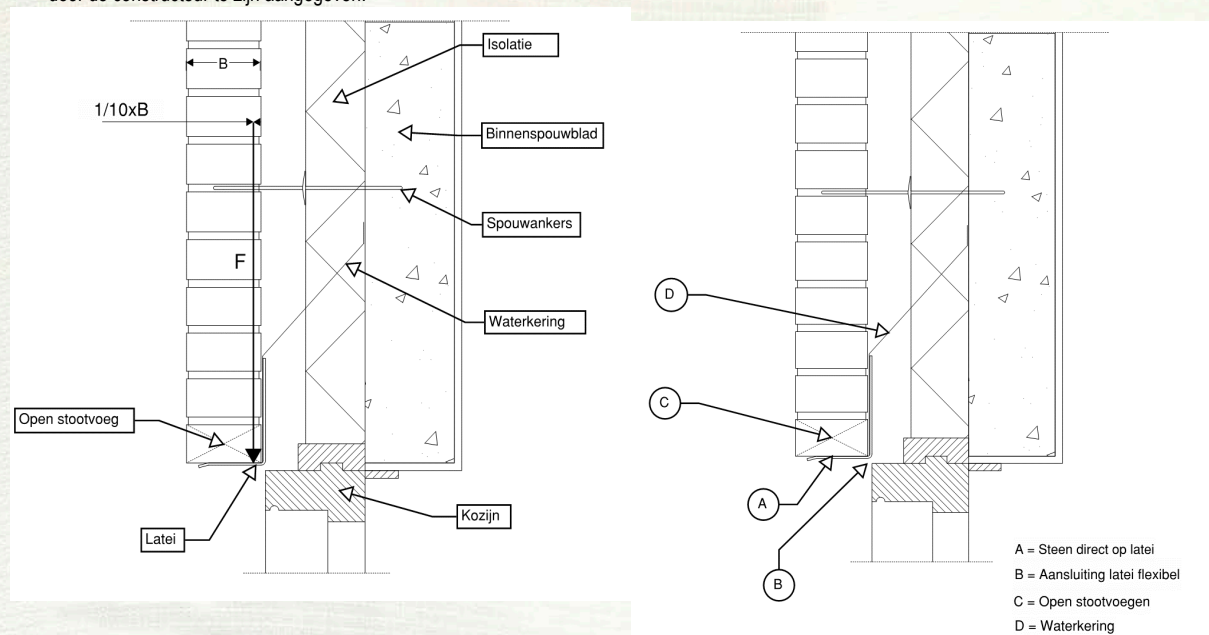 door de constructeur te zijn aangegeven.
B
1/10xB
F
Isolatie
Binnenspouwblad
Spouwankers
Waterkering
Open stootvoeg
Latei
Kozijn
D
C
A
B
A = Steen direct op latei
B = Aansluiting latei flexibel
C = Open stootvoegen
D = Waterkering